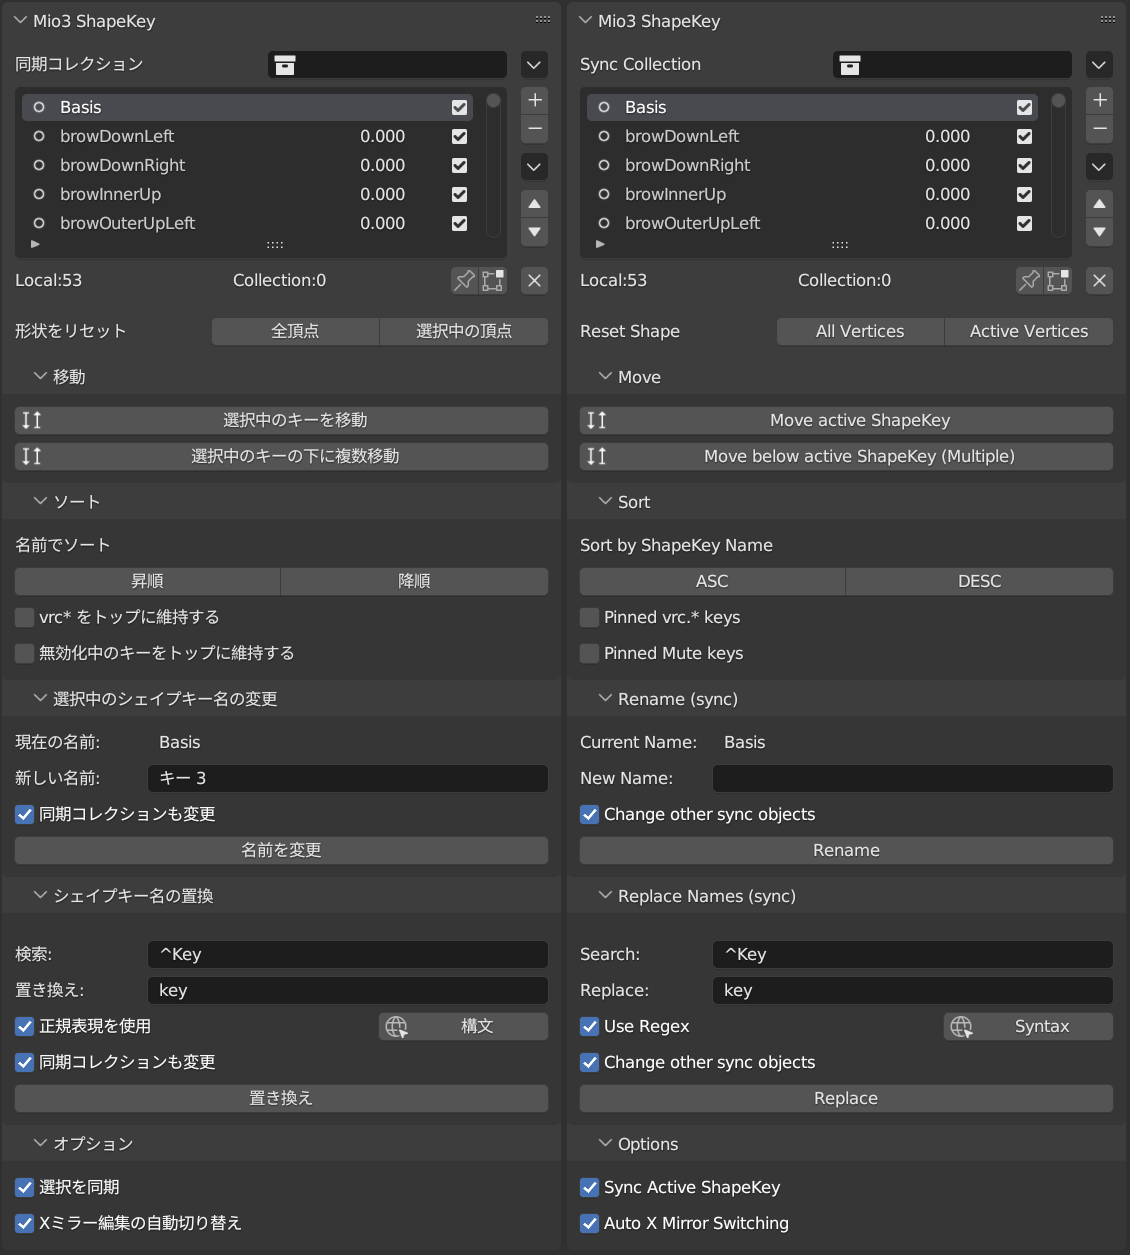 Mio3 ShapeKey
同期コレクション
Basis
browDownLeft 0.000
browDownRight 0.000
browInnerUp 0.000
browOuterUpLeft 0.000
Local:53 Collection:0
形状をリセット 全頂点 選択中の頂点
移動
選択中のキーを移動
選択中のキーの下に複数移動
ソート
名前でソート
昇順 降順
vrc* をトップに維持する
無効化中のキーをトップに維持する
選択中のシェイプキー名の変更
現在の名前: Basis
新しい名前: キー 3
同期コレクションも変更
名前を変更
シェイプキー名の置換
検索: ^Key
置き換え: key
正規表現を使用 構文
同期コレクションも変更
置き換え
オプション
選択を同期
Xミラー編集の自動切り替え
Mio3 ShapeKey
Sync Collection
Basis
browDownLeft 0.000
browDownRight 0.000
browInnerUp 0.000
browOuterUpLeft 0.000
Local:53 Collection:0
Reset Shape All Vertices Active Vertices
Move
Move active ShapeKey
Move below active ShapeKey (Multiple)
Sort
Sort by ShapeKey Name
ASC DESC
Pinned vrc.* keys
Pinned Mute keys
Rename (sync)
Current Name: Basis
New Name:
Change other sync objects
Rename
Replace Names (sync)
Search: ^Key
Replace: key
Use Regex Syntax
Change other sync objects
Replace
Options
Sync Active ShapeKey
Auto X Mirror Switching